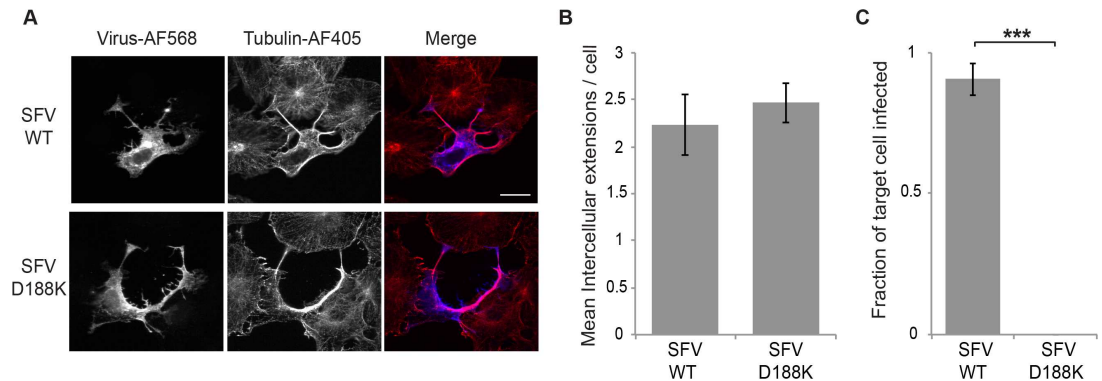 A
Virus-AF568
Tubulin-AF405
Merge
SFV
WT
SFV
D188K
B
Mean Intercellular extensions / cell
3
2.5
2
1.5
1
0.5
0
SFV
WT
SFV
D188K
C
Fraction of target cell infected
1
0.5
0
***
SFV
WT
SFV
D188K